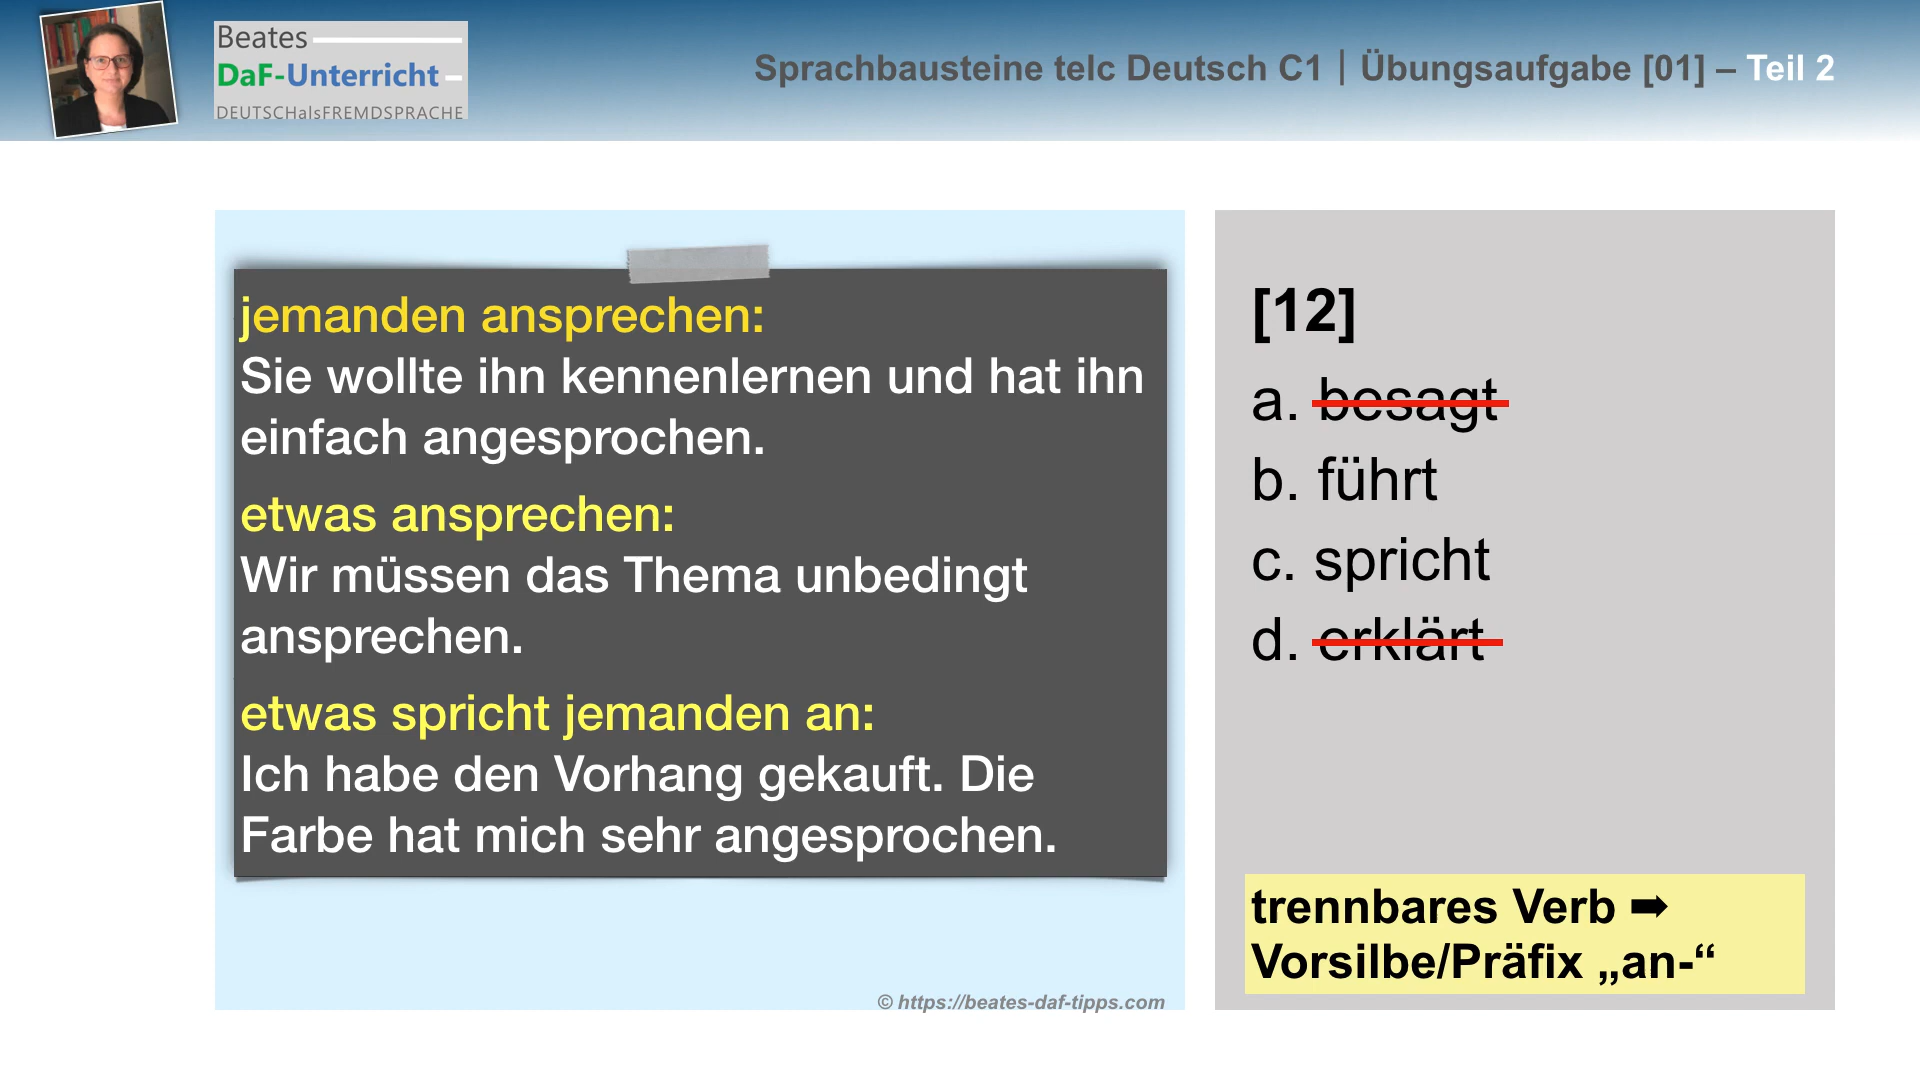 Beates
DaF-Unterricht
DEUTSCHalsFREMDSPRACHE
Sprachbausteine telc Deutsch C1 | Übungsaufgabe [01] – Teil 2
jemanden ansprechen:
Sie wollte ihn kennenlernen und hat ihn
einfach angesprochen.
etwas ansprechen:
Wir müssen das Thema unbedingt
ansprechen.
etwas spricht jemanden an:
Ich habe den Vorhang gekauft. Die
Farbe hat mich sehr angesprochen.
© https://beates-daf-tipps.com
[12]
a. besagt
b. führt
c. spricht
d. erklärt
trennbares Verb ➡
Vorsilbe/Präfix „an-“